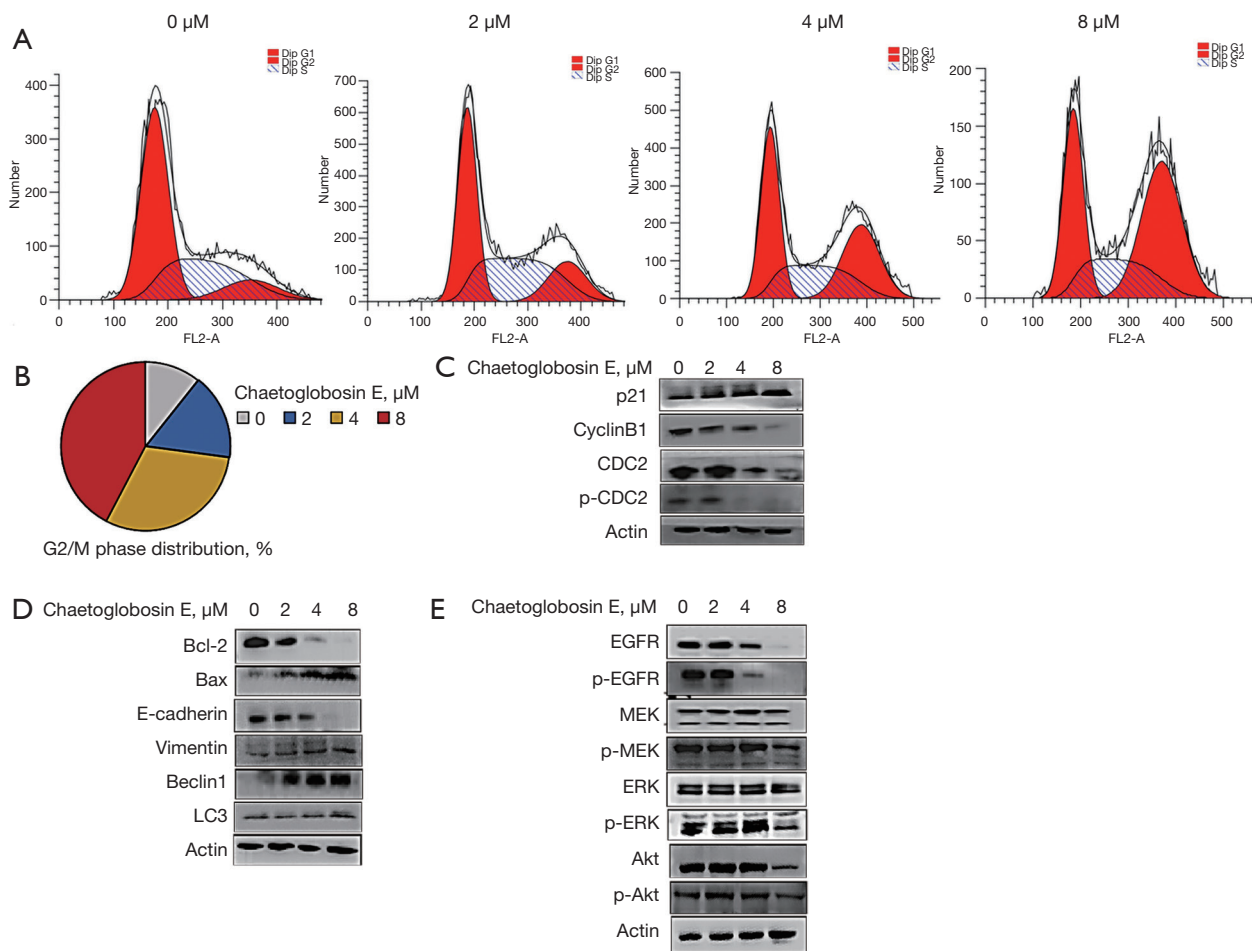 A
0 µM
2 µM
4 µM
8 µM
Dip G1
Dip G2
Dip S
400
300
200
100
0
Number
0 100 200 300 400
FL2-A
Dip G1
Dip G2
Dip S
700
600
500
400
300
200
100
0
Number
0 100 200 300 400
FL2-A
Dip G1
Dip G2
Dip S
600
500
400
300
200
100
0
Number
0 100 200 300 400 500
FL2-A
Dip G1
Dip G2
Dip S
200
150
100
50
0
Number
0 100 200 300 400 500
FL2-A
B
Chaetoglobosin E, µM
0 2 4 8
G2/M phase distribution, %
C
Chaetoglobosin E, µM 0 2 4 8
p21
CyclinB1
CDC2
p-CDC2
Actin
D
Chaetoglobosin E, µM 0 2 4 8
Bcl-2
Bax
E-cadherin
Vimentin
Beclin1
LC3
Actin
E
Chaetoglobosin E, µM 0 2 4 8
EGFR
p-EGFR
MEK
p-MEK
ERK
p-ERK
Akt
p-Akt
Actin